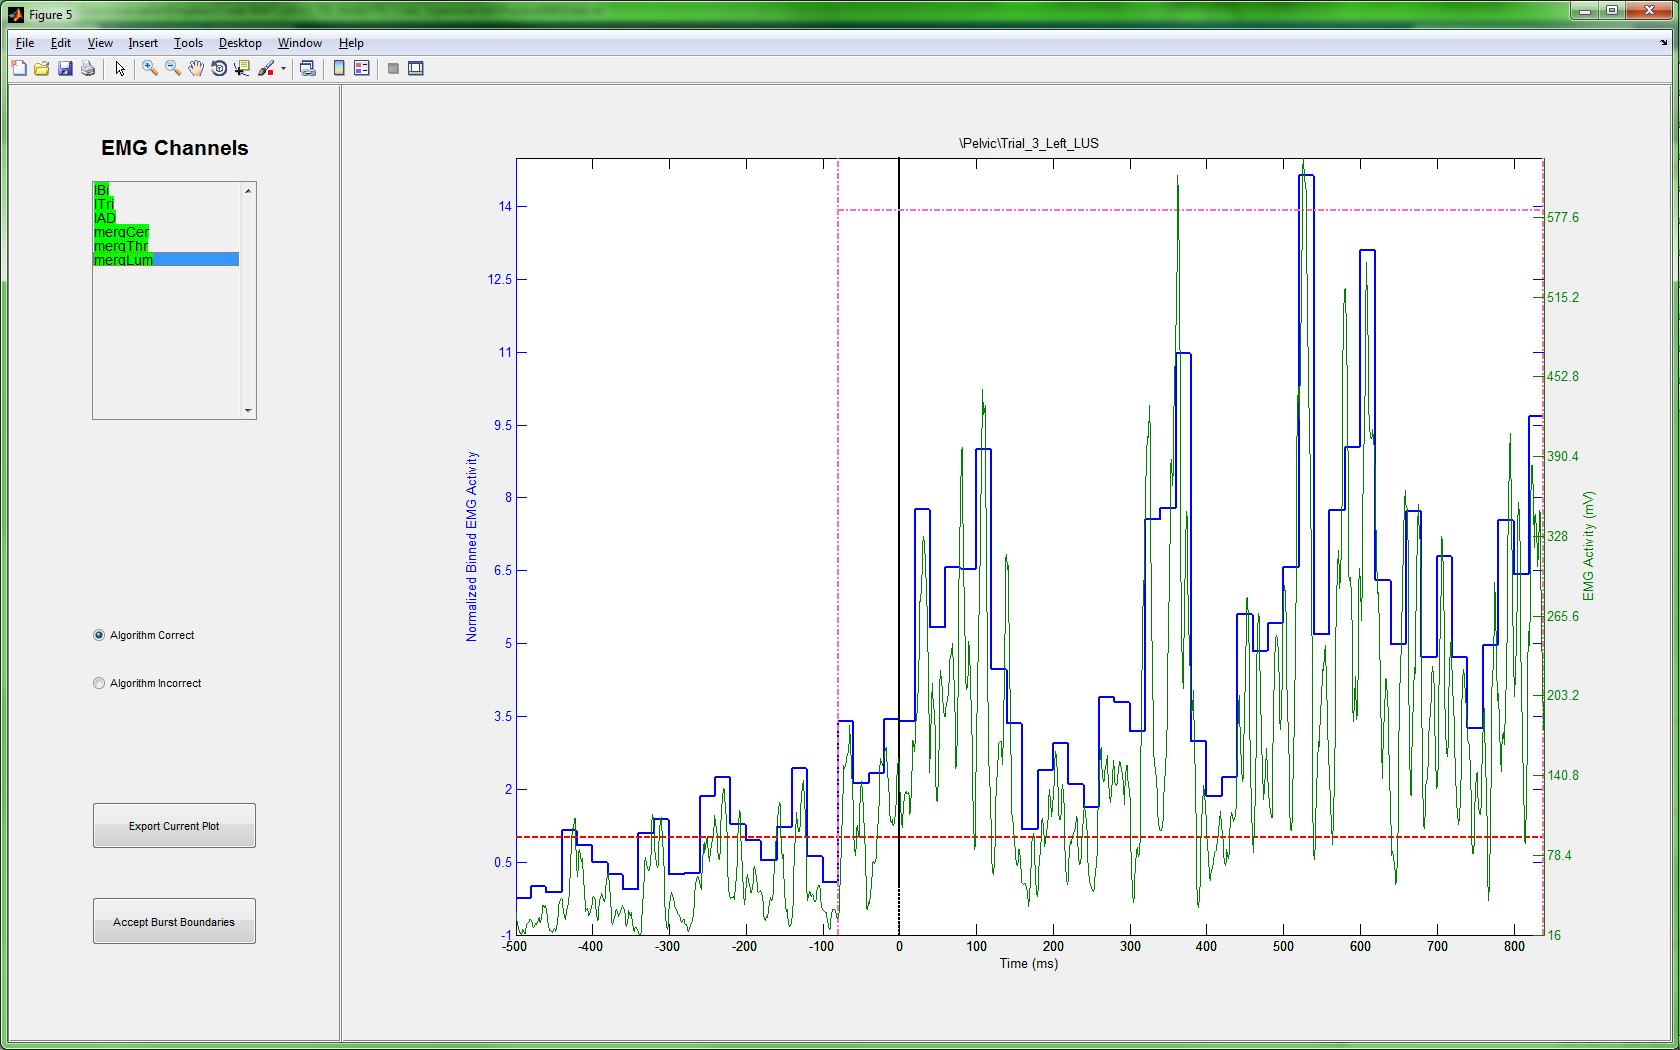 Figure 5
File Edit View Insert Tools Desktop Window Help
EMG Channels
lBi
lTri
lAD
mergCer
mergThr
mergLum
Algorithm Correct
Algorithm Incorrect
Export Current Plot
Accept Burst Boundaries
\Pelvic\Trial_3_Left_LUS
Normalized Binned EMG Activity
14
12.5
11
9.5
8
6.5
5
3.5
2
0.5
-1
577.6
515.2
452.8
390.4
328
265.6
203.2
140.8
78.4
16
EMG Activity (mV)
-500 -400 -300 -200 -100 0 100 200 300 400 500 600 700 800
Time (ms)